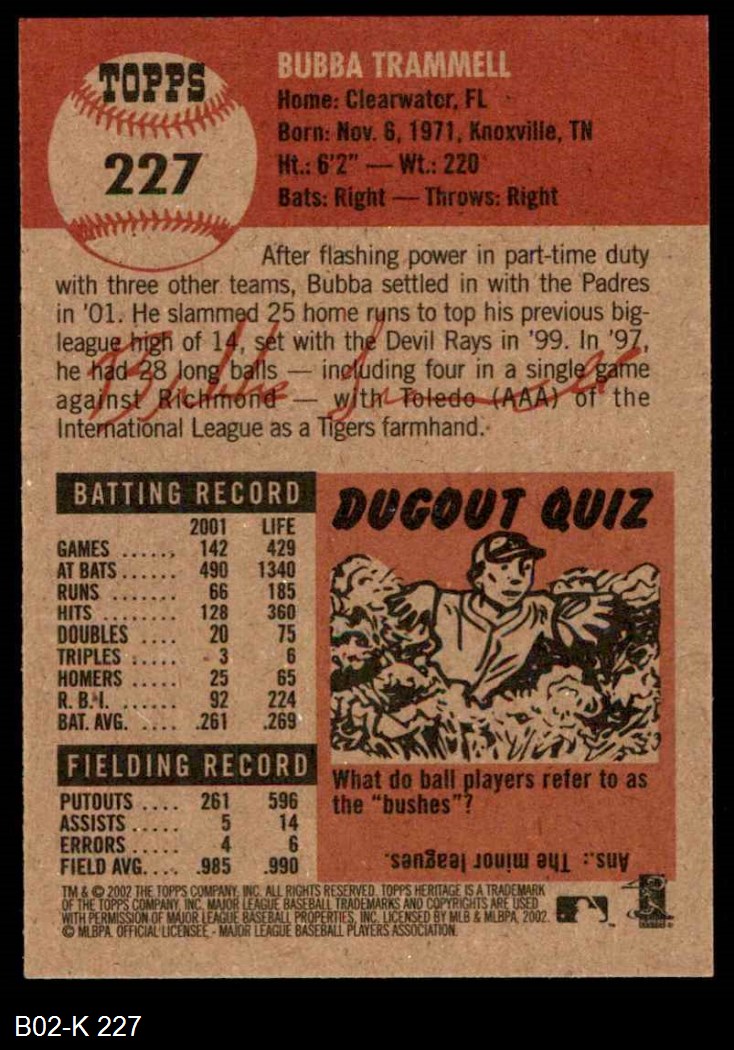 TOPPS
227
BUBBA TRAMMELL
Home: Clearwater, FL
Born: Nov. 6, 1971, Knoxville, TN
Ht.: 6'2" — Wt.: 220
Bats: Right — Throws: Right
After flashing power in part-time duty
with three other teams, Bubba settled in with the Padres
in '01. He slammed 25 home runs to top his previous big-
league high of 14, set with the Devil Rays in '99. In '97,
he had 28 long balls — including four in a single game
against Richmond — with Toledo (AAA) of the
International League as a Tigers farmhand.
BATTING RECORD
2001 LIFE
GAMES ...... 142 429
AT BATS ...... 490 1340
RUNS ....... 66 185
HITS ........ 128 360
DOUBLES .... 20 75
TRIPLES ..... 3 6
HOMERS .... 25 65
R.B.I. ...... 92 224
BAT. AVG. .... .261 .269
FIELDING RECORD
PUTOUTS .... 261 596
ASSISTS ..... 5 14
ERRORS .... 4 6
FIELD AVG. ... .985 .990
DUGOUT QUIZ
What do ball players refer to as
the "bushes"?
Ans.: The minor leagues.
TM & © 2002 THE TOPPS COMPANY, INC. ALL RIGHTS RESERVED. TOPPS HERITAGE IS A TRADEMARK
OF THE TOPPS COMPANY, INC. MAJOR LEAGUE BASEBALL TRADEMARKS AND COPYRIGHTS ARE USED
WITH PERMISSION OF MAJOR LEAGUE BASEBALL PROPERTIES, INC. LICENSED BY MLB & MLBPA, 2002.
© MLBPA. OFFICIAL LICENSEE - MAJOR LEAGUE BASEBALL PLAYERS ASSOCIATION.
B02-K 227